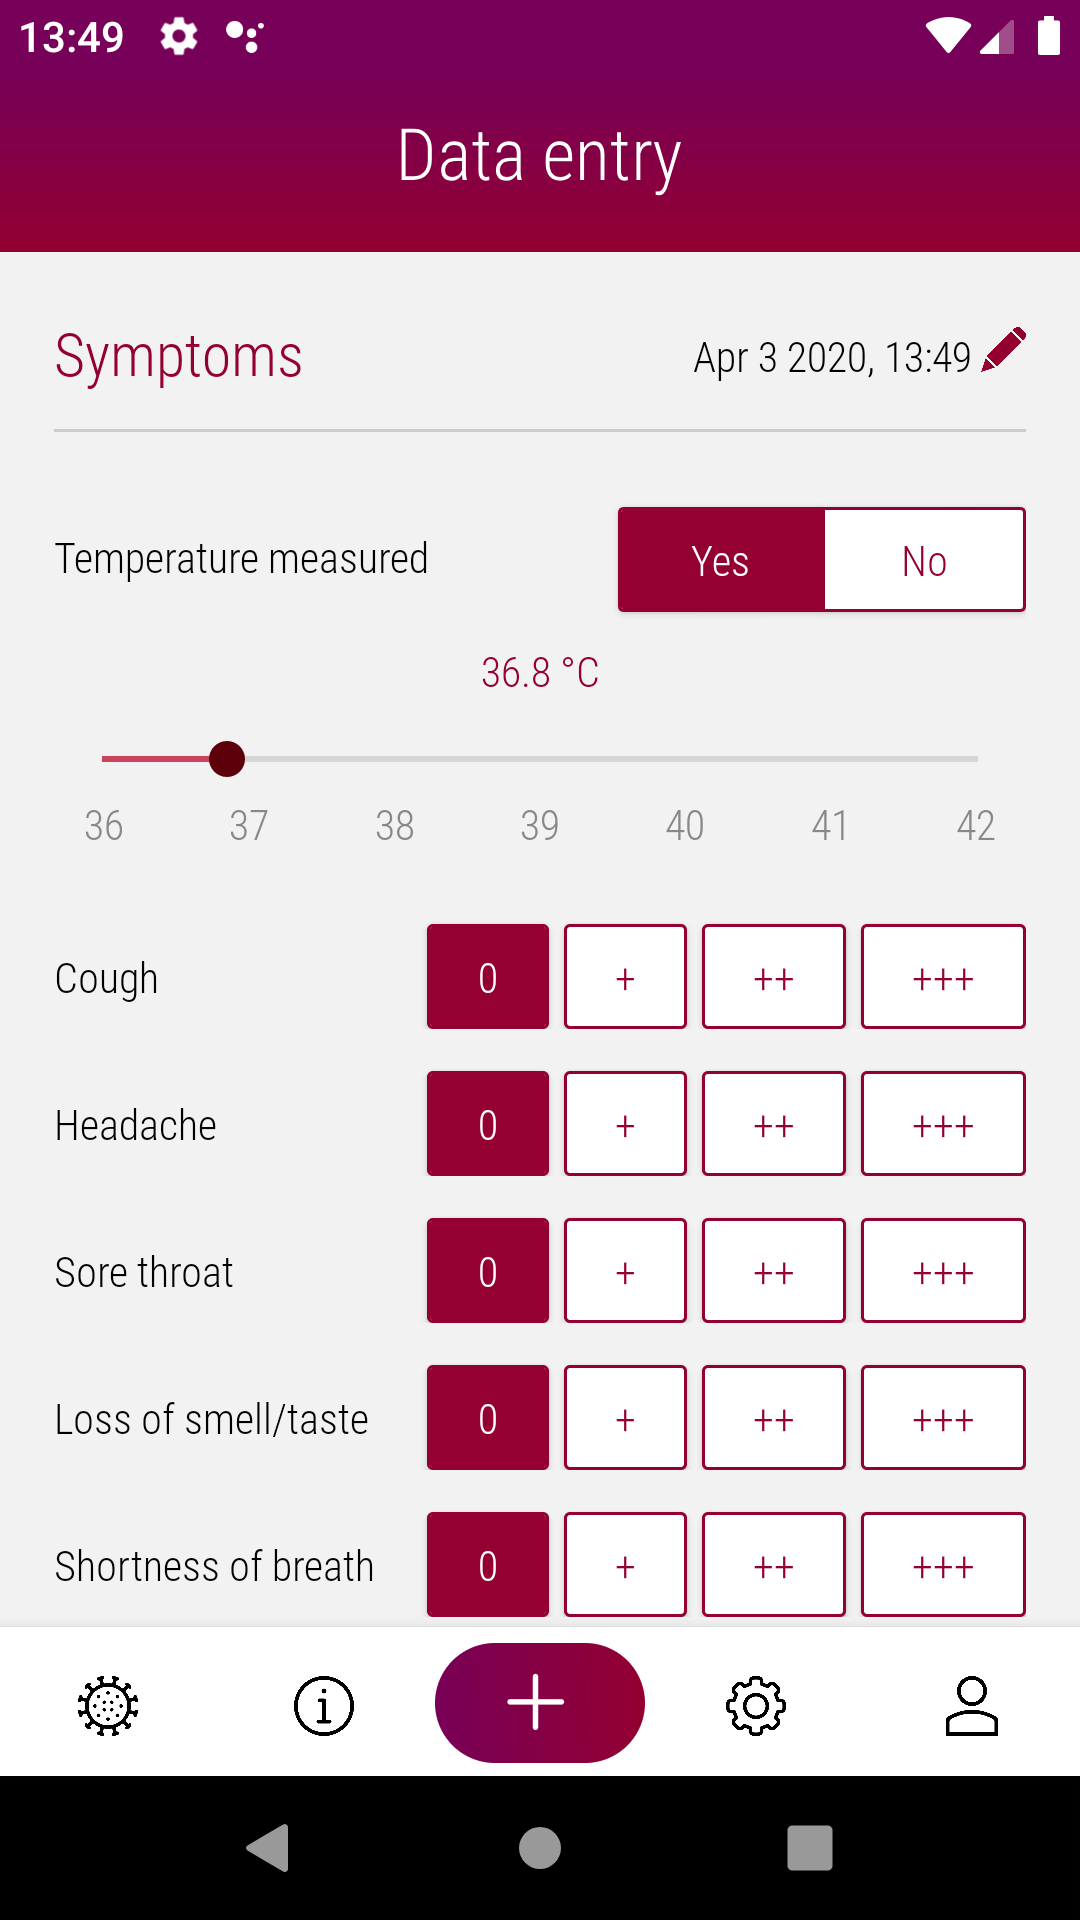 13:49
Data entry
Symptoms
Apr 3 2020, 13:49
Temperature measured
Yes No
36.8 °C
36 37 38 39 40 41 42
Cough 0 + ++ +++
Headache 0 + ++ +++
Sore throat 0 + ++ +++
Loss of smell/taste 0 + ++ +++
Shortness of breath 0 + ++ +++